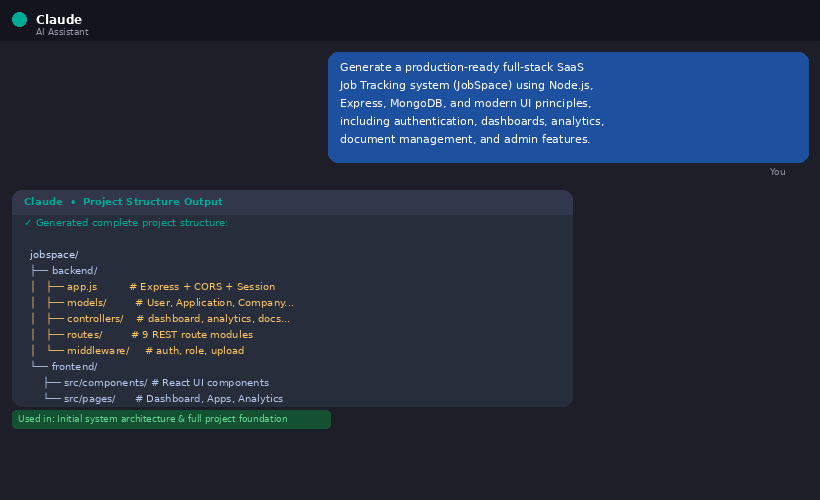 Claude
AI Assistant
Generate a production-ready full-stack SaaS
Job Tracking system (JobSpace) using Node.js,
Express, MongoDB, and modern UI principles,
including authentication, dashboards, analytics,
document management, and admin features.
You
Claude • Project Structure Output
✓ Generated complete project structure:
jobspace/
├── backend/
│   ├── app.js          # Express + CORS + Session
│   ├── models/         # User, Application, Company...
│   ├── controllers/    # dashboard, analytics, docs...
│   ├── routes/         # 9 REST route modules
│   └── middleware/     # auth, role, upload
└── frontend/
    ├── src/components/ # React UI components
    └── src/pages/      # Dashboard, Apps, Analytics
Used in: Initial system architecture & full project foundation